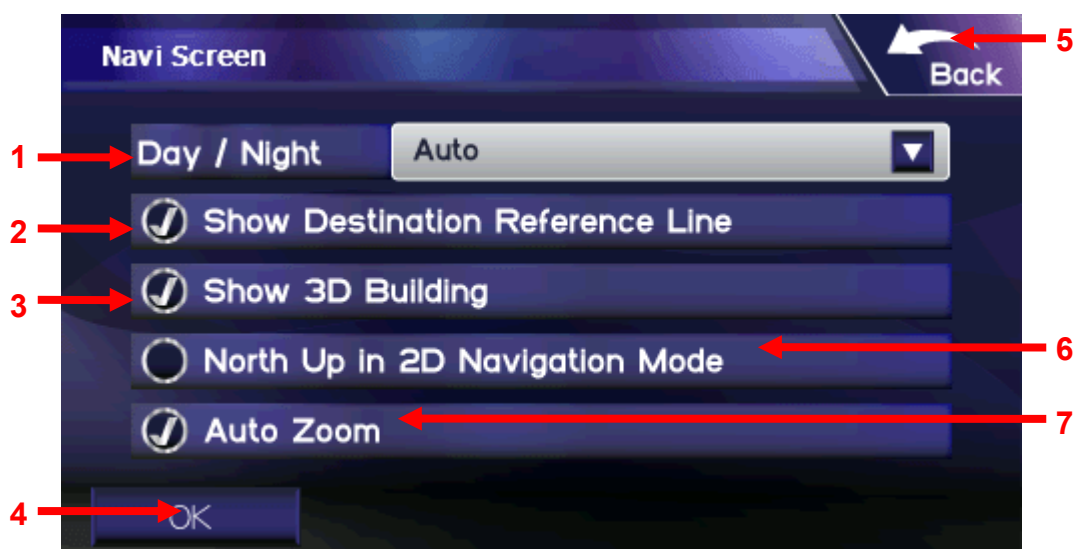 Navi Screen
Back
5
1
Day / Night
Auto
2
Show Destination Reference Line
3
Show 3D Building
North Up in 2D Navigation Mode
6
Auto Zoom
7
4
OK